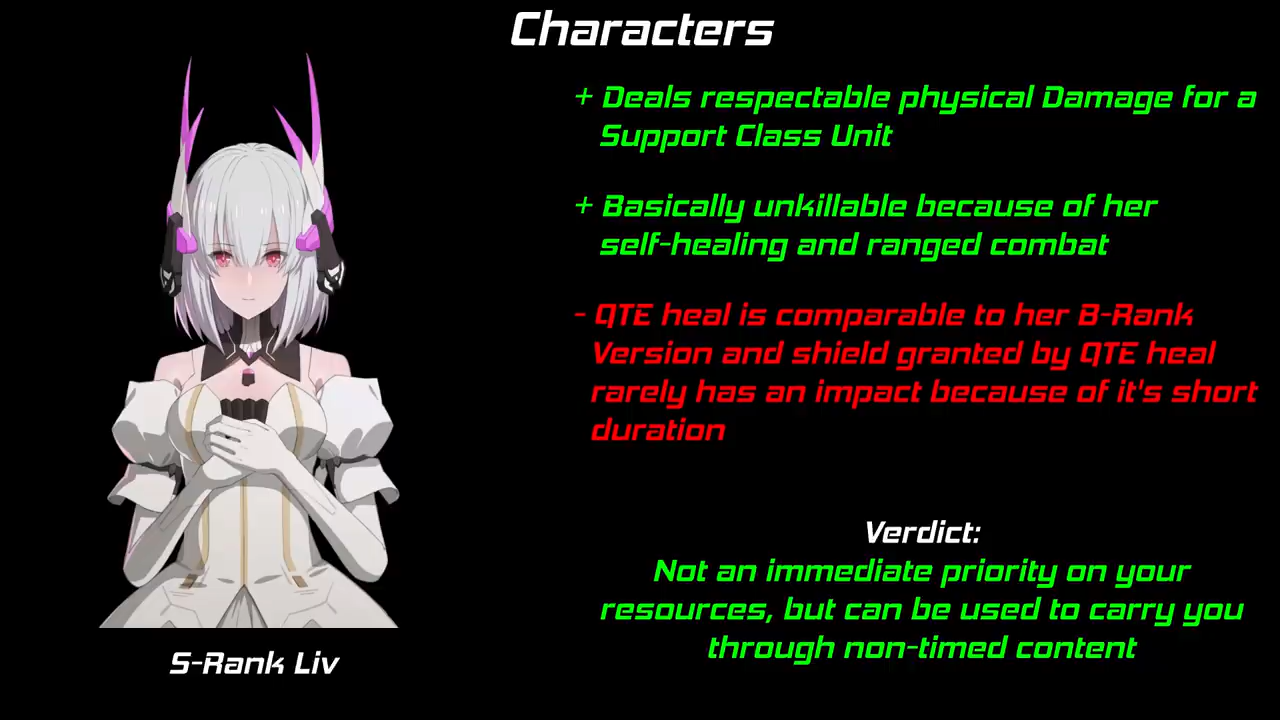 Characters
+ Deals respectable physical Damage for a
Support Class Unit
+ Basically unkillable because of her
self-healing and ranged combat
- QTE heal is comparable to her B-Rank
Version and shield granted by QTE heal
rarely has an impact because of it's short
duration
Verdict:
Not an immediate priority on your
resources, but can be used to carry you
through non-timed content
S-Rank Liv